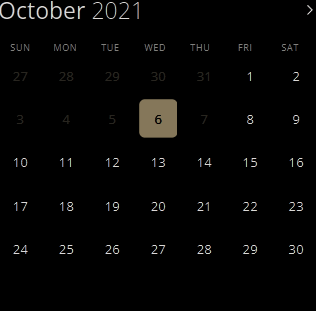 October 2021 >
SUN MON TUE WED THU FRI SAT
27 28 29 30 31 1 2
3 4 5 6 7 8 9
10 11 12 13 14 15 16
17 18 19 20 21 22 23
24 25 26 27 28 29 30